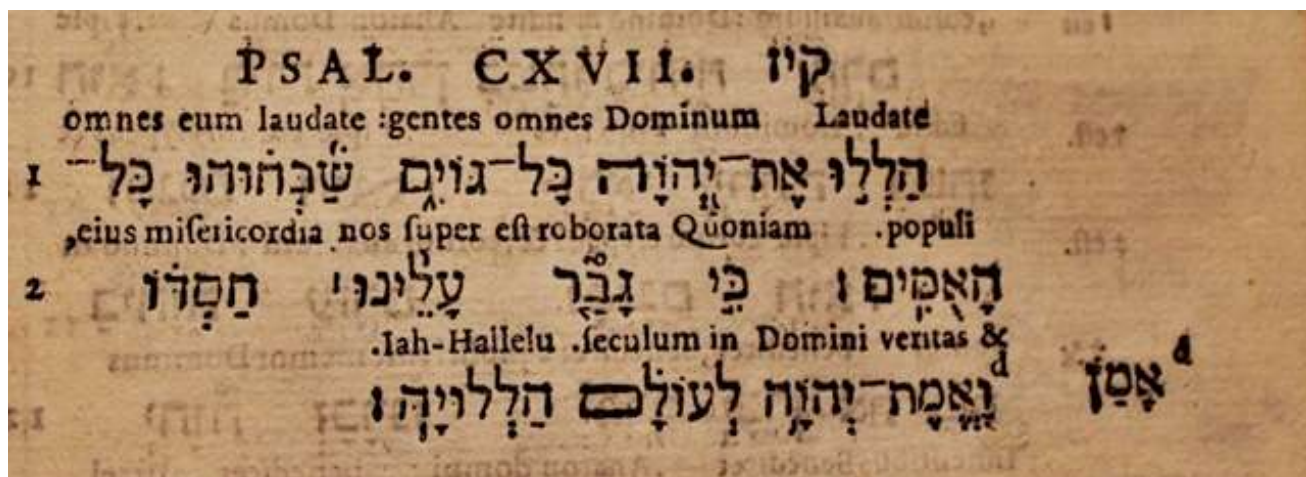 PSAL. CXVII. קיז
omnes eum laudate :gentes omnes Dominum Laudate
1 הַלְלוּ אֶת־יְהוָה כָּל־גּוֹיִם שַׁבְּחוּהוּ כָּל־
,eius miſericordia nos ſuper eſt roborata Quoniam .populi
2 הָאֻמִּים׃ כִּי גָבַר עָלֵינוּ׀ חַסְדּוֹ
.Iah-Hallelu .ſeculum in Domini veritas &
d וֶאֱמֶת־יְהוָה לְעוֹלָם הַלְלוּיָהּ׃
d אָמַן